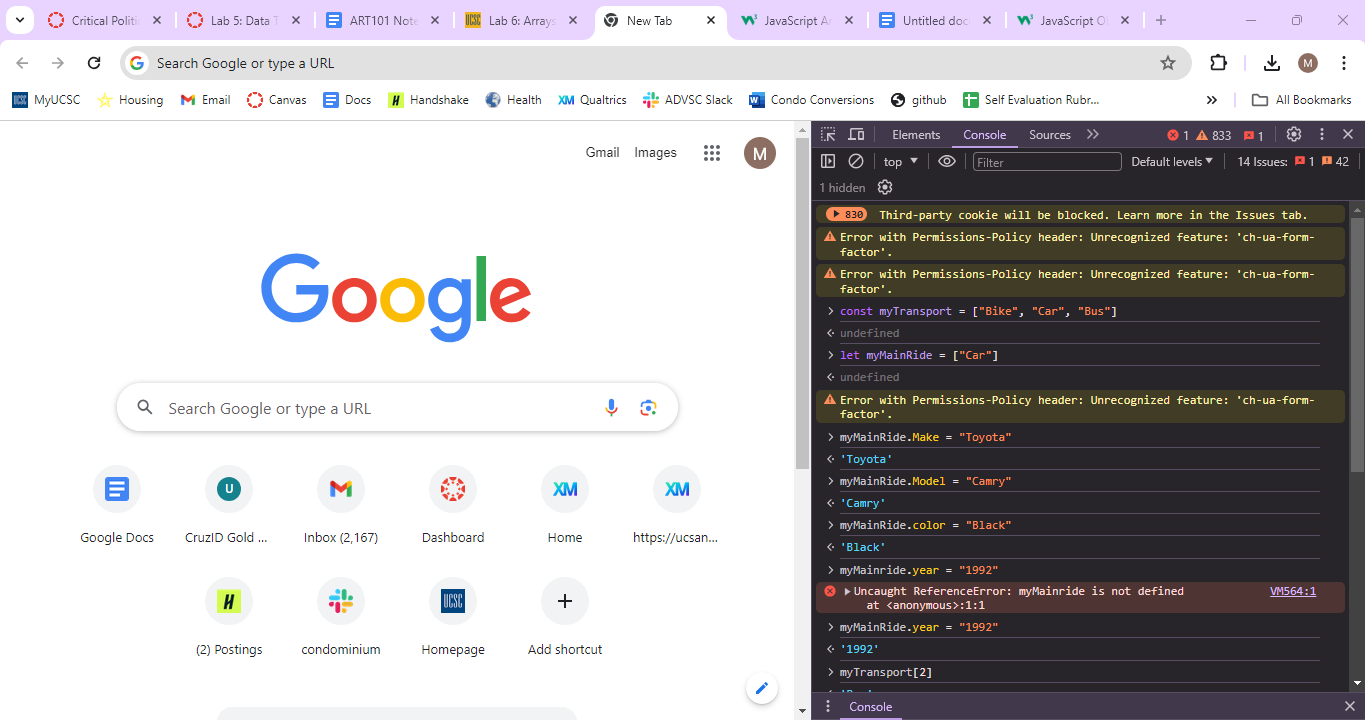 Critical Politi
Lab 5: Data T
ART101 Note
Lab 6: Arrays
New Tab
JavaScript Ar
Untitled doc
JavaScript O
Search Google or type a URL
M
MyUCSC
Housing
Email
Canvas
Docs
Handshake
Health
Qualtrics
ADVSC Slack
Condo Conversions
github
Self Evaluation Rubr...
All Bookmarks
Gmail
Images
M
Google
Search Google or type a URL
Google Docs
CruzID Gold ...
Inbox (2,167)
Dashboard
Home
https://ucsan...
(2) Postings
condominium
Homepage
Add shortcut
Elements
Console
Sources
1
833
1
top
Filter
Default levels
14 Issues:
1
42
1 hidden
830 Third-party cookie will be blocked. Learn more in the Issues tab.
Error with Permissions-Policy header: Unrecognized feature: 'ch-ua-form-
factor'.
Error with Permissions-Policy header: Unrecognized feature: 'ch-ua-form-
factor'.
const myTransport = ["Bike", "Car", "Bus"]
undefined
let myMainRide = ["Car"]
undefined
Error with Permissions-Policy header: Unrecognized feature: 'ch-ua-form-
factor'.
myMainRide.Make = "Toyota"
'Toyota'
myMainRide.Model = "Camry"
'Camry'
myMainRide.color = "Black"
'Black'
myMainride.year = "1992"
Uncaught ReferenceError: myMainride is not defined VM564:1
at <anonymous>:1:1
myMainRide.year = "1992"
'1992'
myTransport[2]
Console